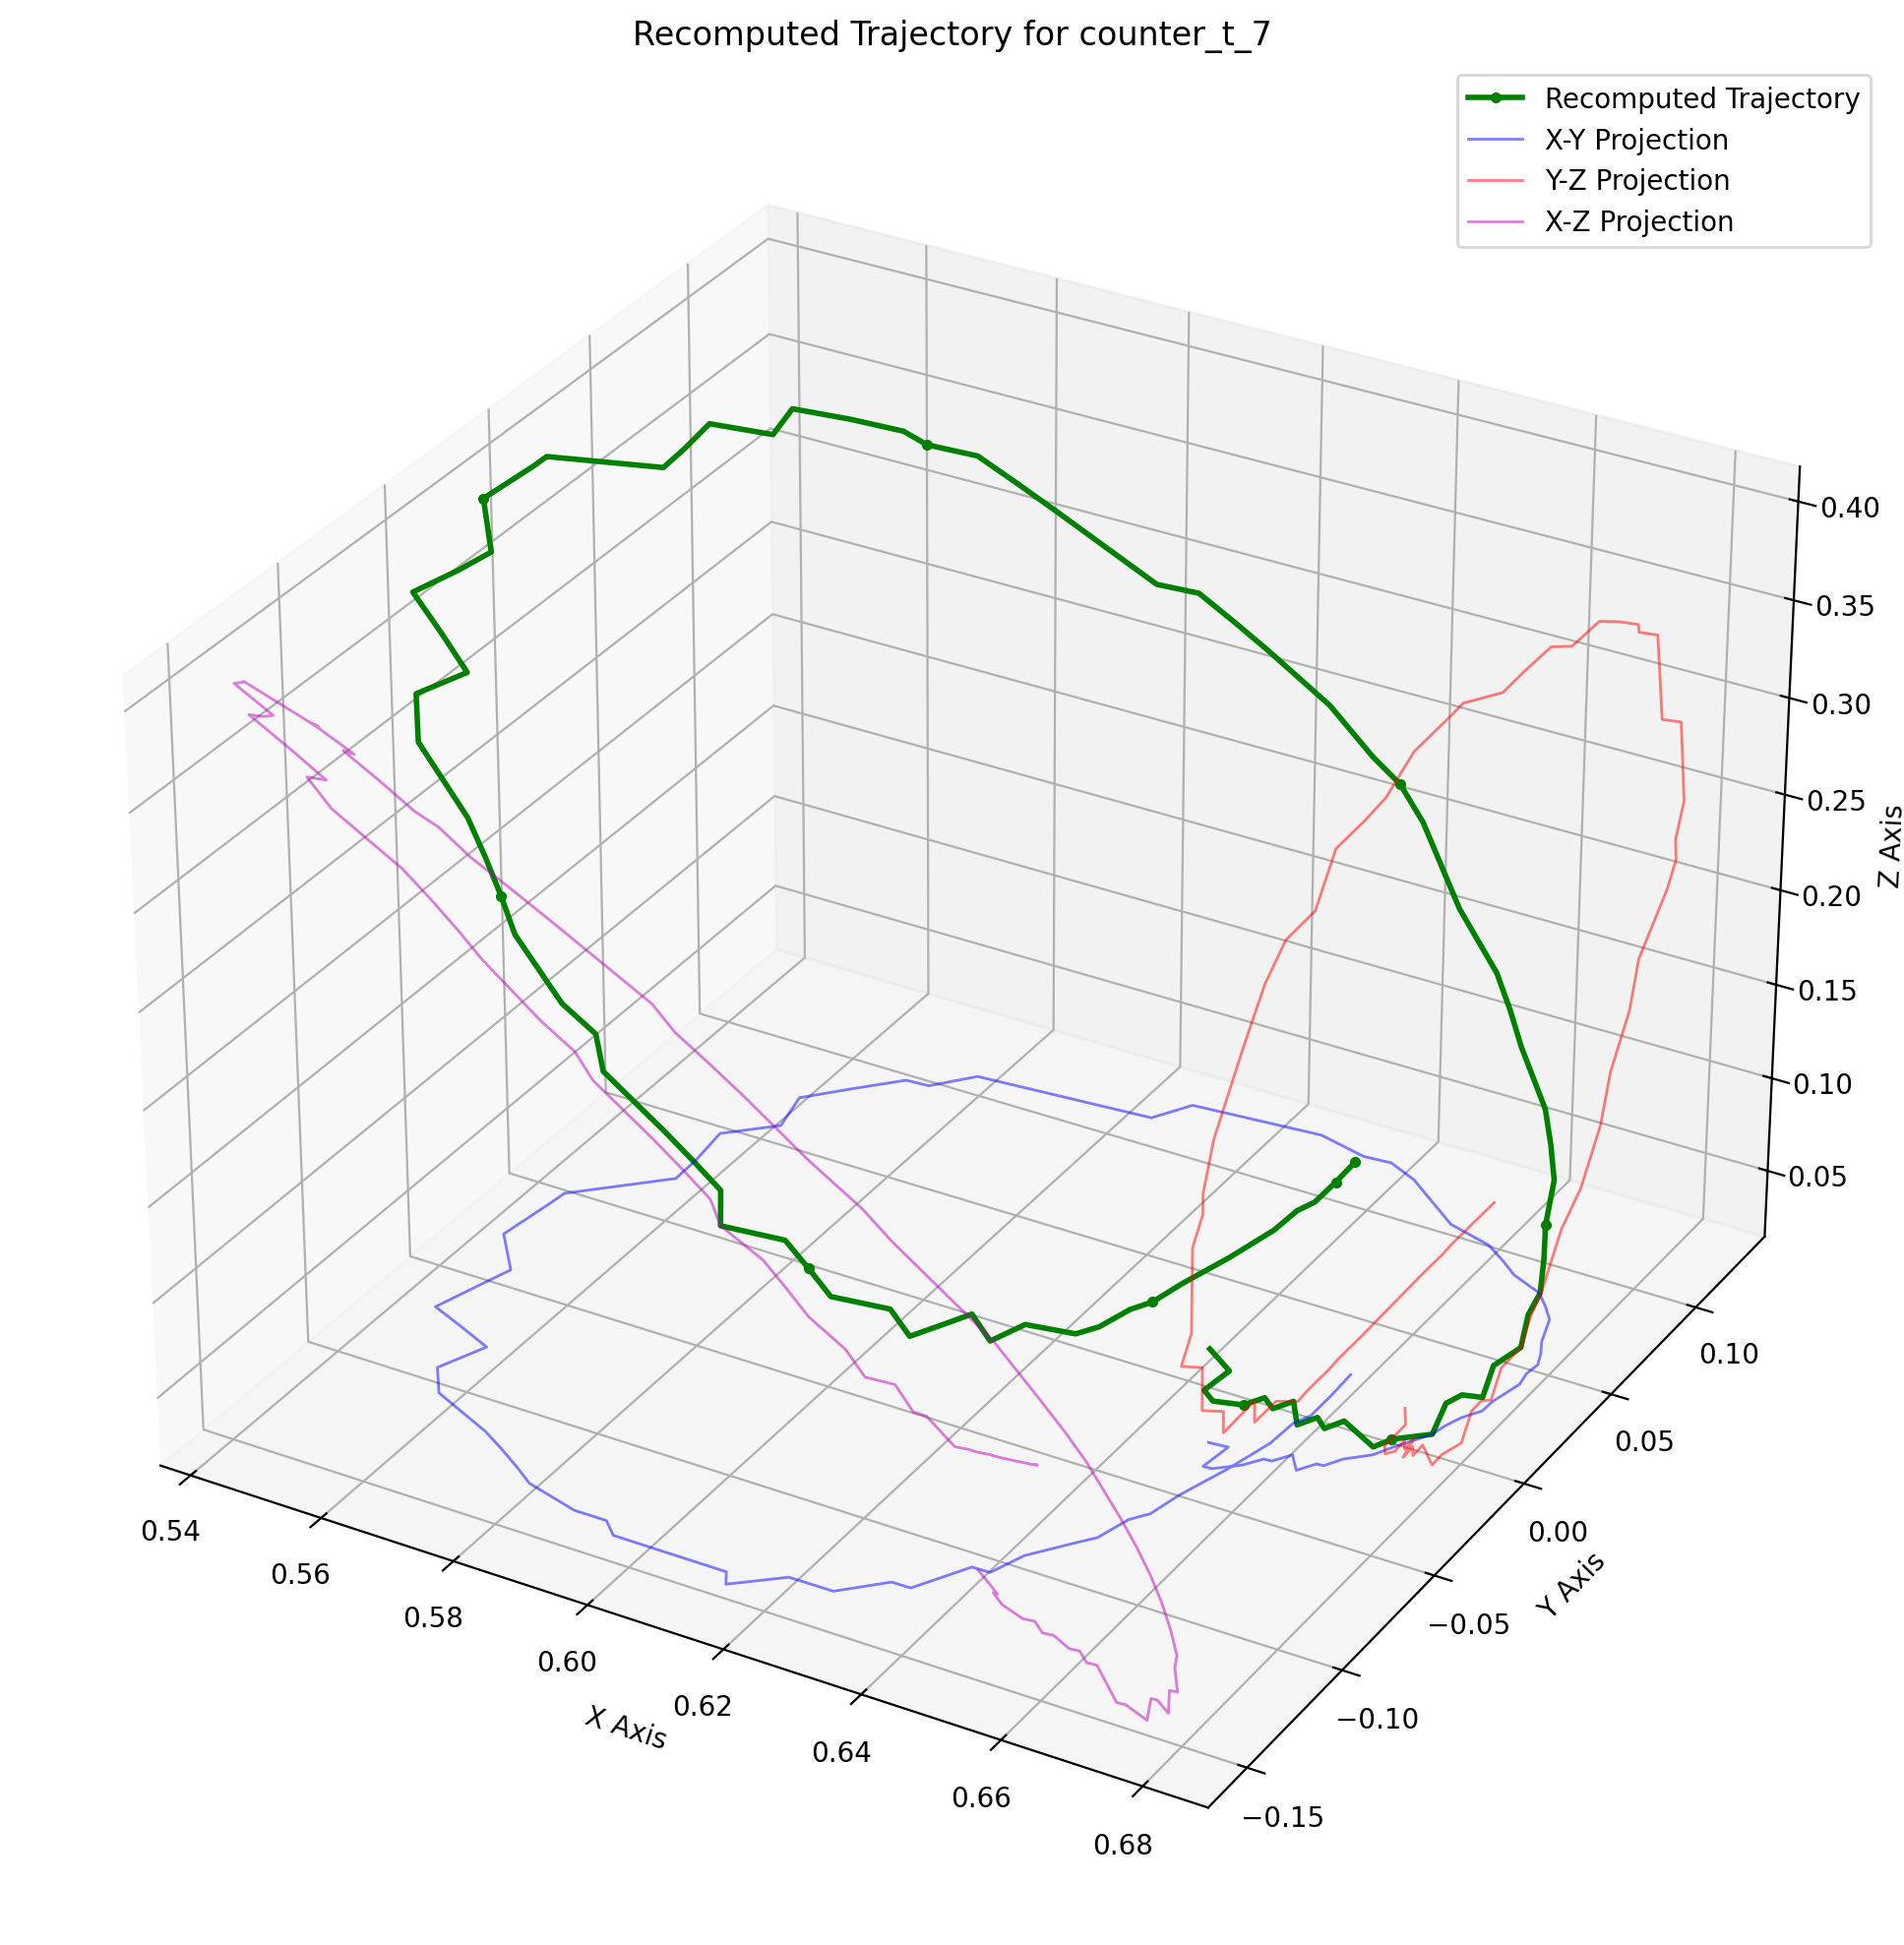 Recomputed Trajectory for counter_t_7
Recomputed Trajectory
X-Y Projection
Y-Z Projection
X-Z Projection
0.40
0.35
0.30
0.25
0.20
0.15
0.10
0.05
Z Axis
0.10
0.05
0.00
−0.05
−0.10
−0.15
Y Axis
0.54
0.56
0.58
0.60
0.62
0.64
0.66
0.68
X Axis